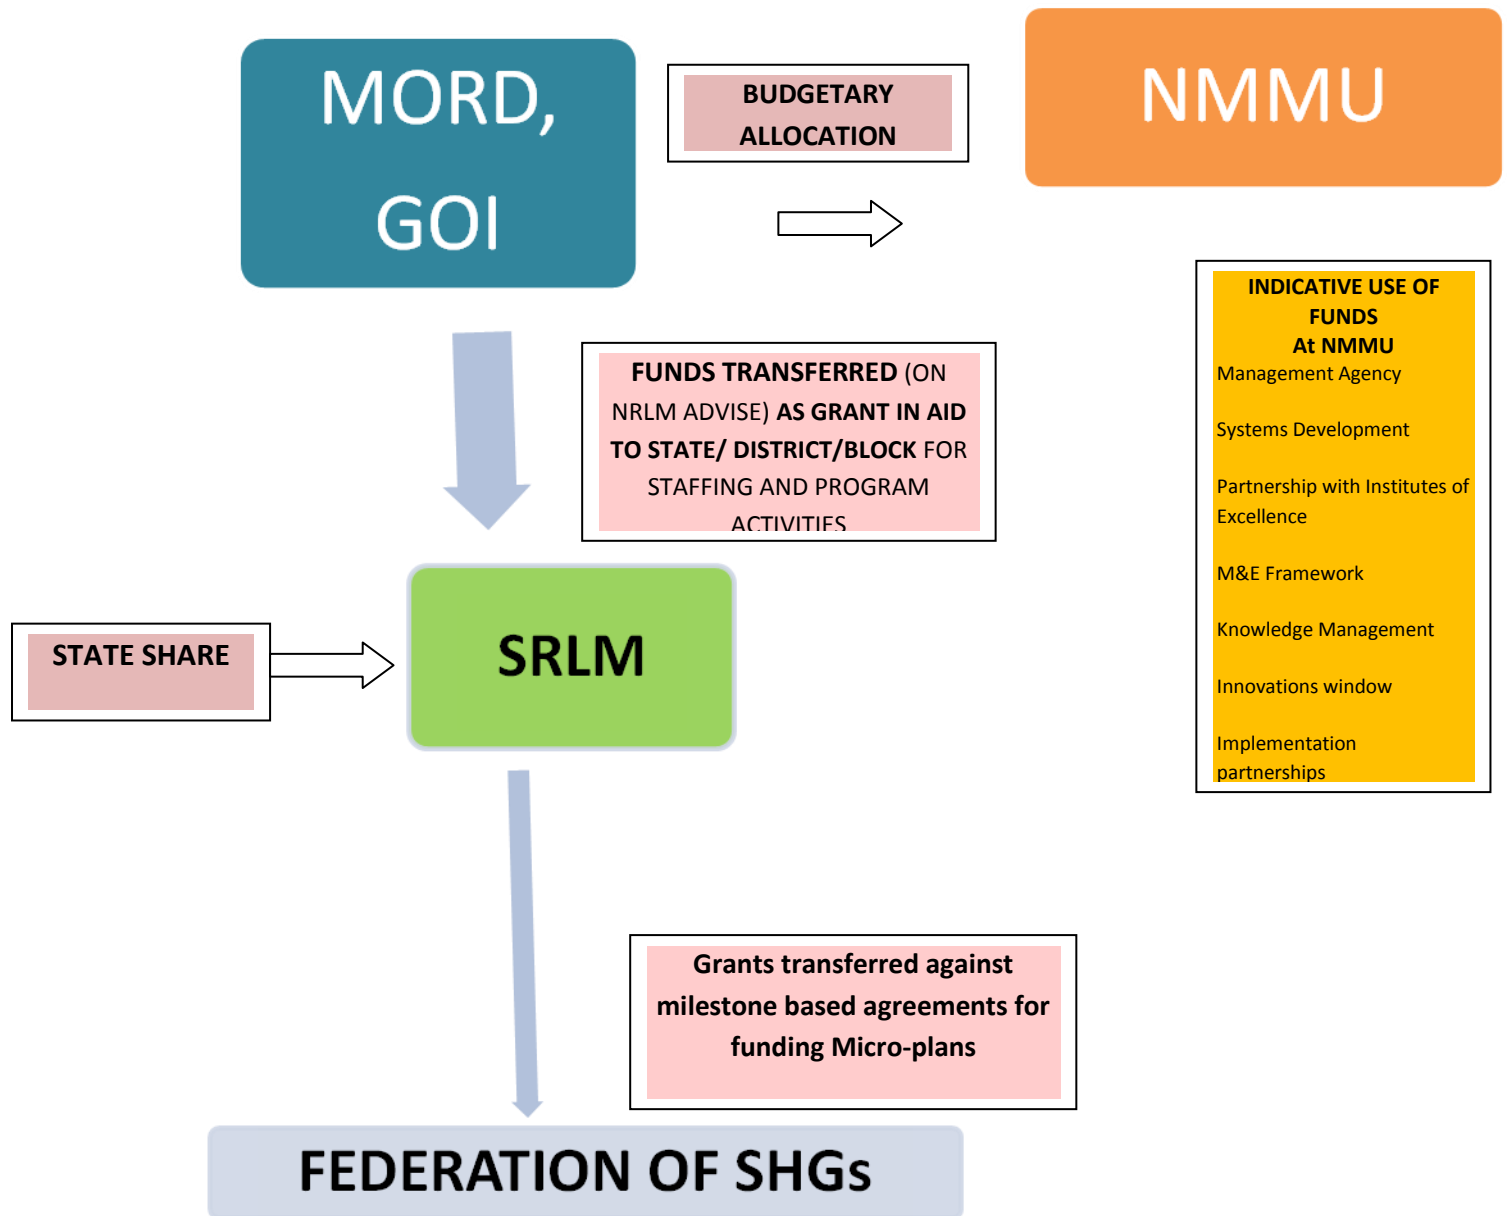 MORD,
GOI
BUDGETARY
ALLOCATION
NMMU
INDICATIVE USE OF
FUNDS
At NMMU
Management Agency
Systems Development
Partnership with Institutes of
Excellence
M&E Framework
Knowledge Management
Innovations window
Implementation
partnerships
FUNDS TRANSFERRED (ON
NRLM ADVISE) AS GRANT IN AID
TO STATE/ DISTRICT/BLOCK FOR
STAFFING AND PROGRAM
ACTIVITIES
STATE SHARE
SRLM
Grants transferred against
milestone based agreements for
funding Micro-plans
FEDERATION OF SHGs